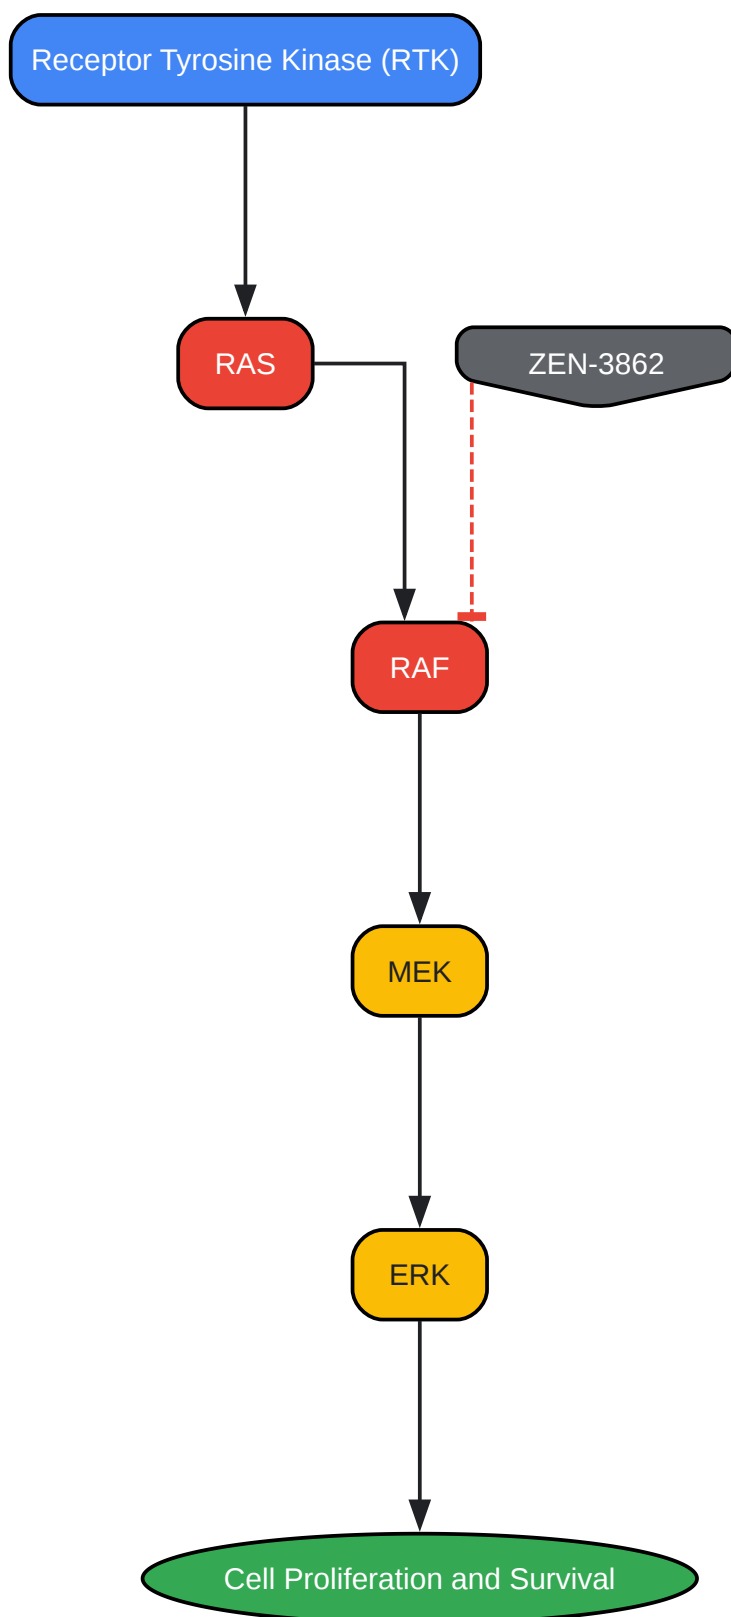 Receptor Tyrosine Kinase (RTK)
RAS
ZEN-3862
RAF
MEK
ERK
Cell Proliferation and Survival